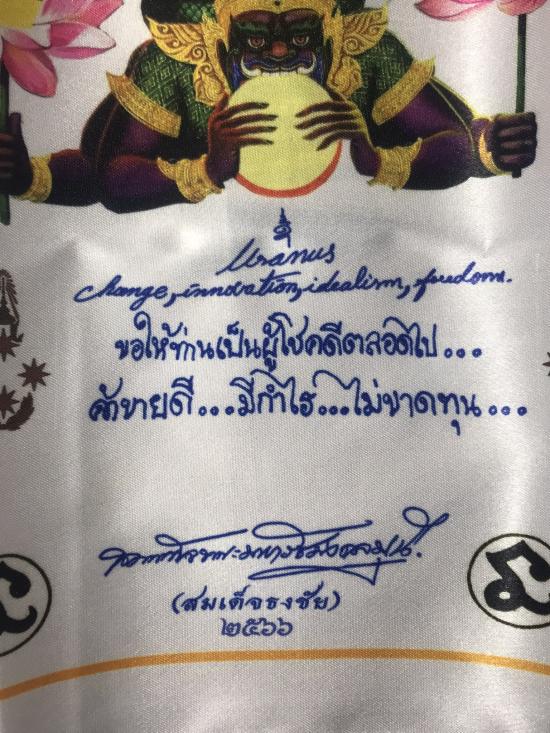 Uranus
change, innovation, idealism, freedom.
ขอให้ท่านเป็นผู้โชคดีตลอดไป...
ค้าขายดี...มีกำไร...ไม่ขาดทุน...
(สมเด็จธงชัย)
๒๕๖๖